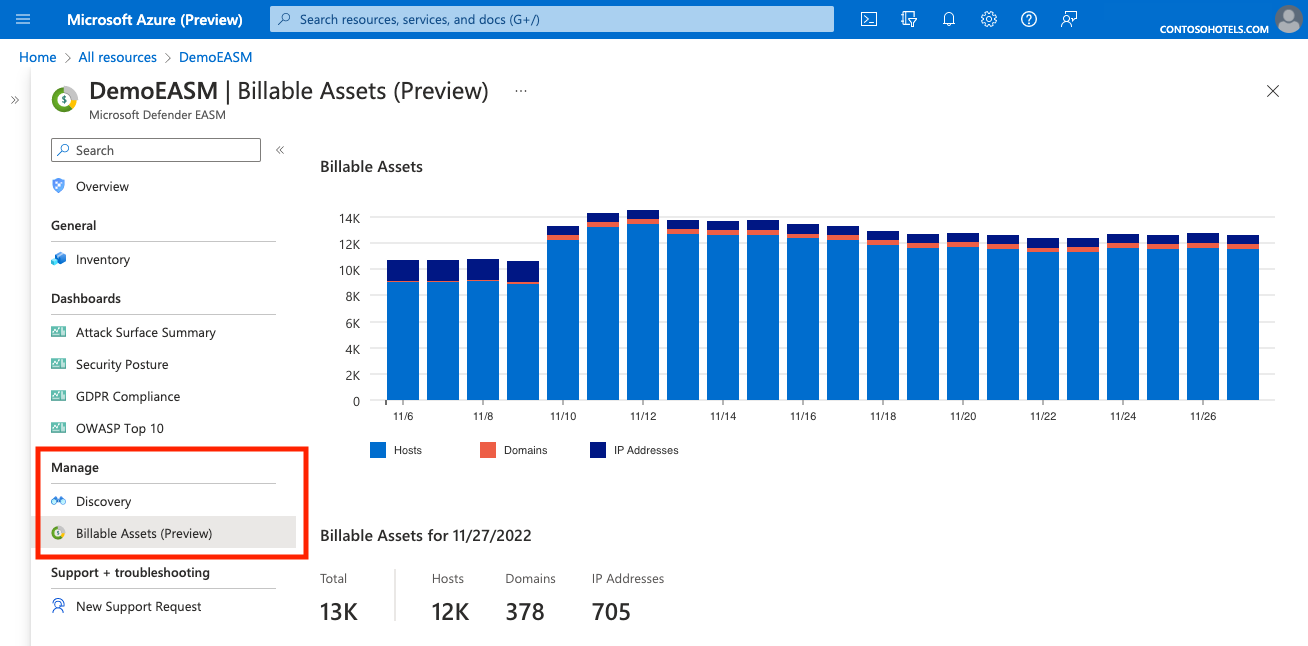 Microsoft Azure (Preview)
Search resources, services, and docs (G+/)
CONTOSOHOTELS.COM
Home > All resources > DemoEASM
DemoEASM | Billable Assets (Preview) ...
Microsoft Defender EASM
Search
Overview
General
Inventory
Dashboards
Attack Surface Summary
Security Posture
GDPR Compliance
OWASP Top 10
Manage
Discovery
Billable Assets (Preview)
Support + troubleshooting
New Support Request
Billable Assets
14K
12K
10K
8K
6K
4K
2K
0
11/6 11/8 11/10 11/12 11/14 11/16 11/18 11/20 11/22 11/24 11/26
Hosts Domains IP Addresses
Billable Assets for 11/27/2022
Total Hosts Domains IP Addresses
13K 12K 378 705